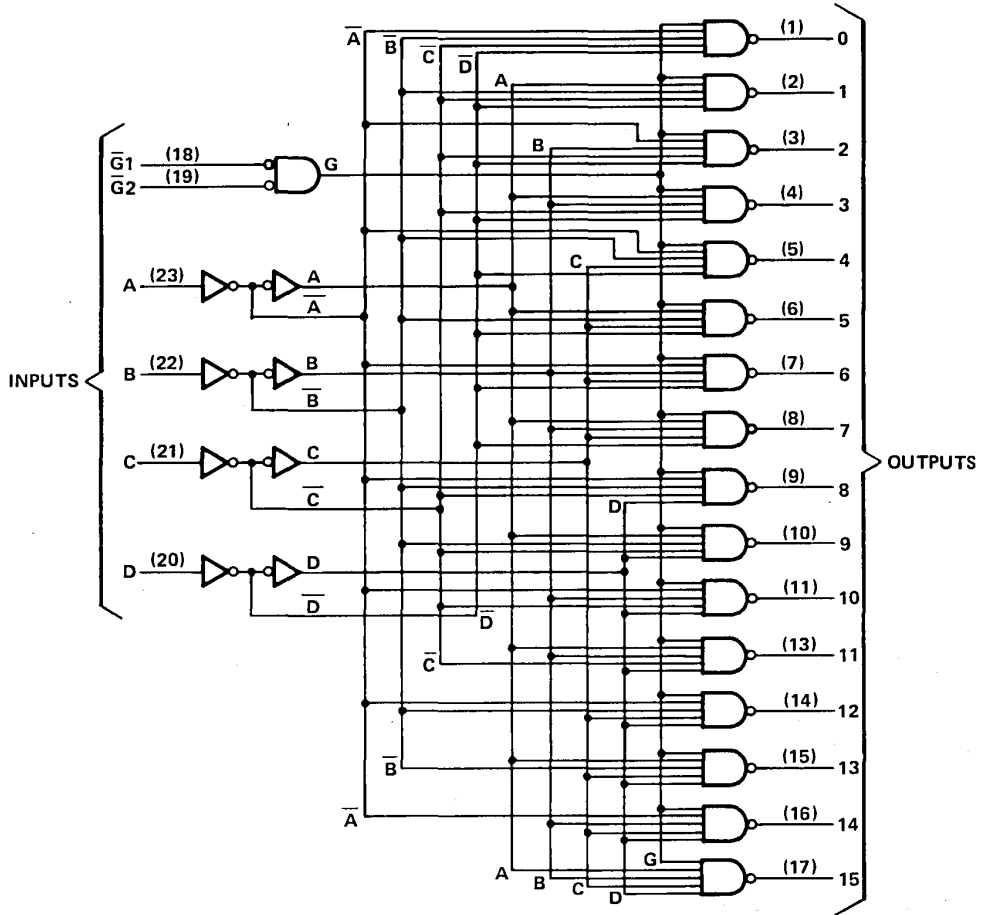 A̅
B̅
C̅
D̅
(1) 0
A
(2) 1
B
(3) 2
G̅1 (18)
G̅2 (19)
G
(4) 3
C
(5) 4
A (23)
A
A̅
(6) 5
INPUTS
B (22)
B
B̅
(7) 6
(8) 7
C (21)
C
C̅
OUTPUTS
(9) 8
D
(10) 9
D (20)
D
D̅
D̅
(11) 10
C̅
(13) 11
(14) 12
B̅
(15) 13
A̅
(16) 14
G
A
B
C
D
(17) 15